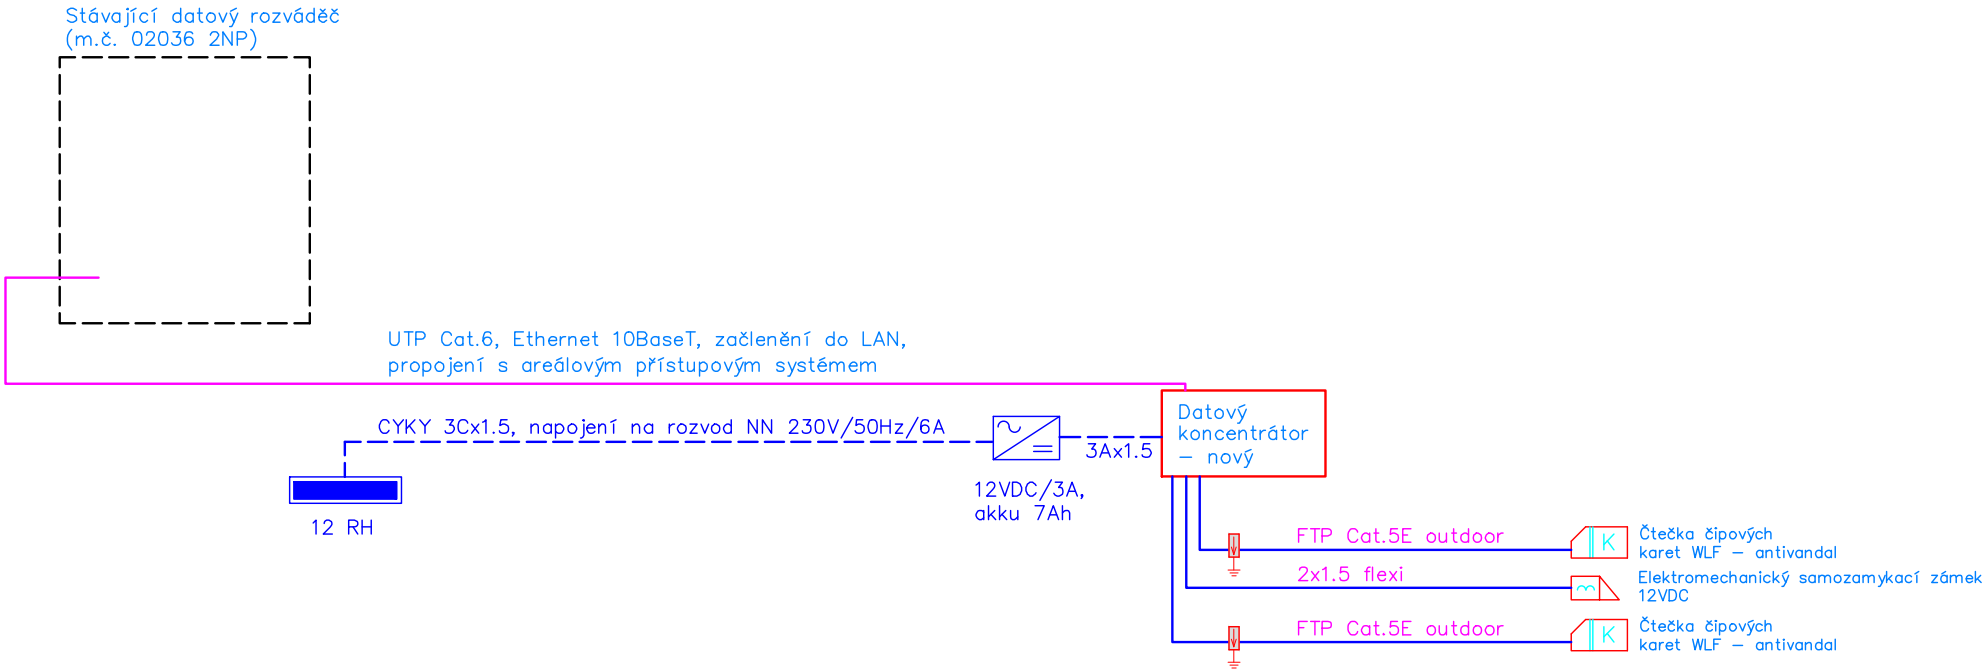 Stávající datový rozváděč
(m.č. 02036 2NP)
UTP Cat.6, Ethernet 10BaseT, začlenění do LAN,
propojení s areálovým přístupovým systémem
CYKY 3Cx1.5, napojení na rozvod NN 230V/50Hz/6A
12 RH
12VDC/3A,
akku 7Ah
3Ax1.5
Datový
koncentrátor
– nový
FTP Cat.5E outdoor
K
Čtečka čipových
karet WLF – antivandal
2x1.5 flexi
Elektromechanický samozamykací zámek
12VDC
FTP Cat.5E outdoor
K
Čtečka čipových
karet WLF – antivandal